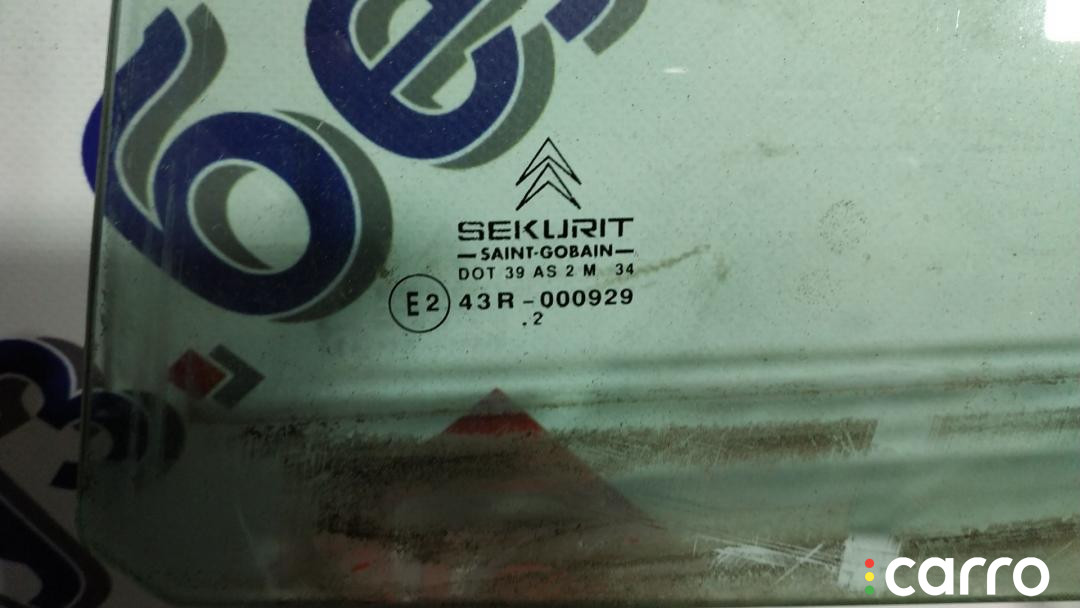 SEKURIT
SAINT-GOBAIN
DOT 39 AS 2 M 34
E2 43R-000929
.2
carro